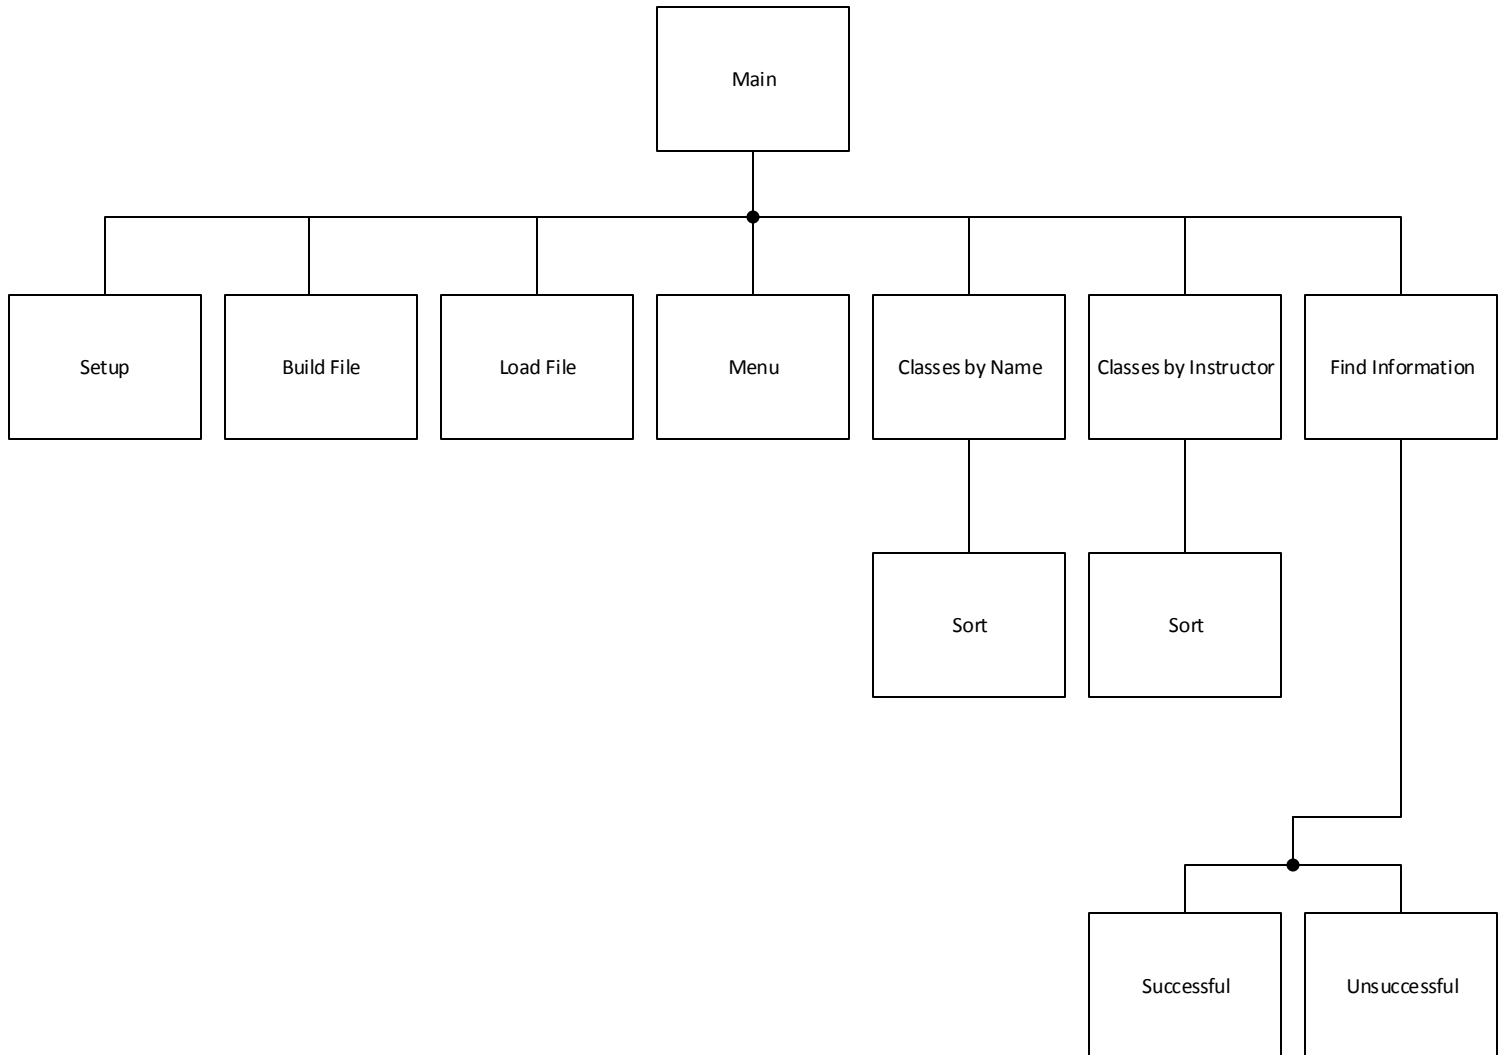 Main
Setup
Build File
Load File
Menu
Classes by Name
Classes by Instructor
Find Information
Sort
Sort
Successful
Unsuccessful